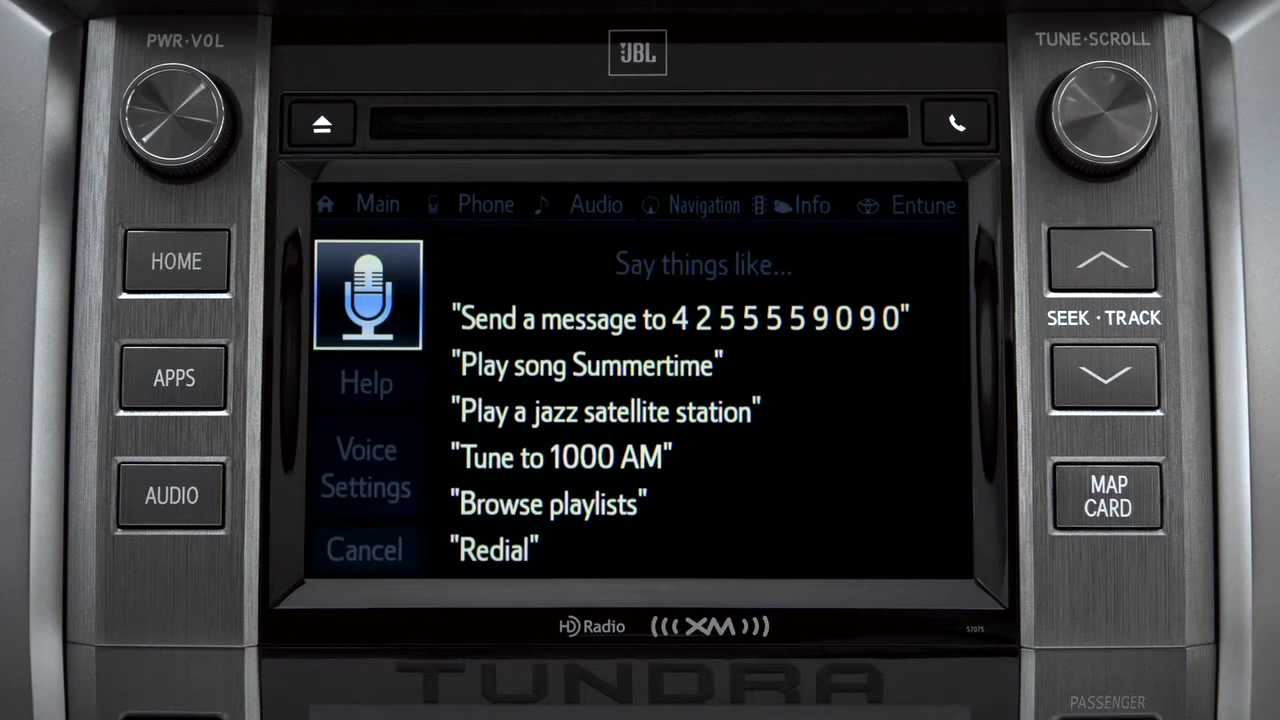 PWR·VOL
JBL
TUNE·SCROLL
Main Phone Audio Navigation Info Entune
HOME
Say things like...
"Send a message to 4 2 5 5 5 5 9 0 9 0"
SEEK · TRACK
"Play song Summertime"
APPS
Help
"Play a jazz satellite station"
Voice
Settings
"Tune to 1000 AM"
AUDIO
"Browse playlists"
MAP
CARD
Cancel
"Redial"
HD Radio
XM
57075
TUNDRA
PASSENGER